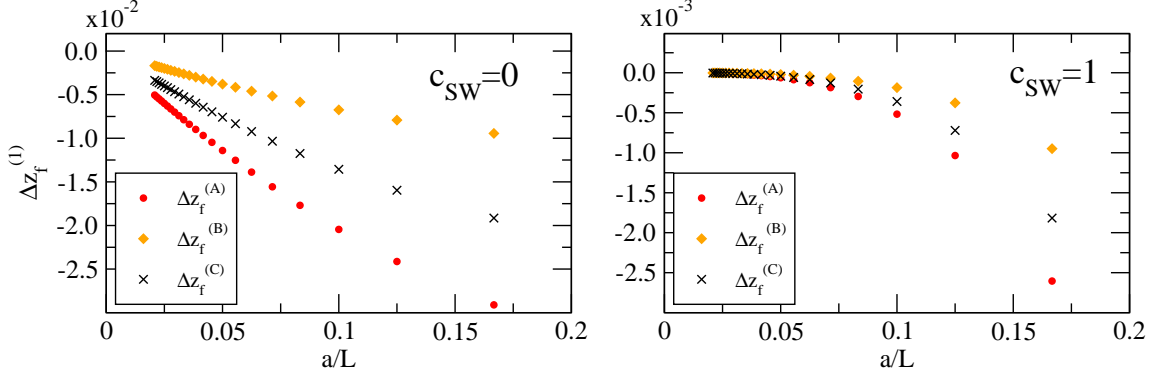 x10^-2
0.0
-0.5
-1.0
-1.5
-2.0
-2.5
Δz_f^(1)
c_SW=0
Δz_f^(A)
Δz_f^(B)
Δz_f^(C)
0 0.05 0.1 0.15 0.2
a/L
x10^-3
0.0
-0.5
-1.0
-1.5
-2.0
-2.5
c_SW=1
Δz_f^(A)
Δz_f^(B)
Δz_f^(C)
0 0.05 0.1 0.15 0.2
a/L